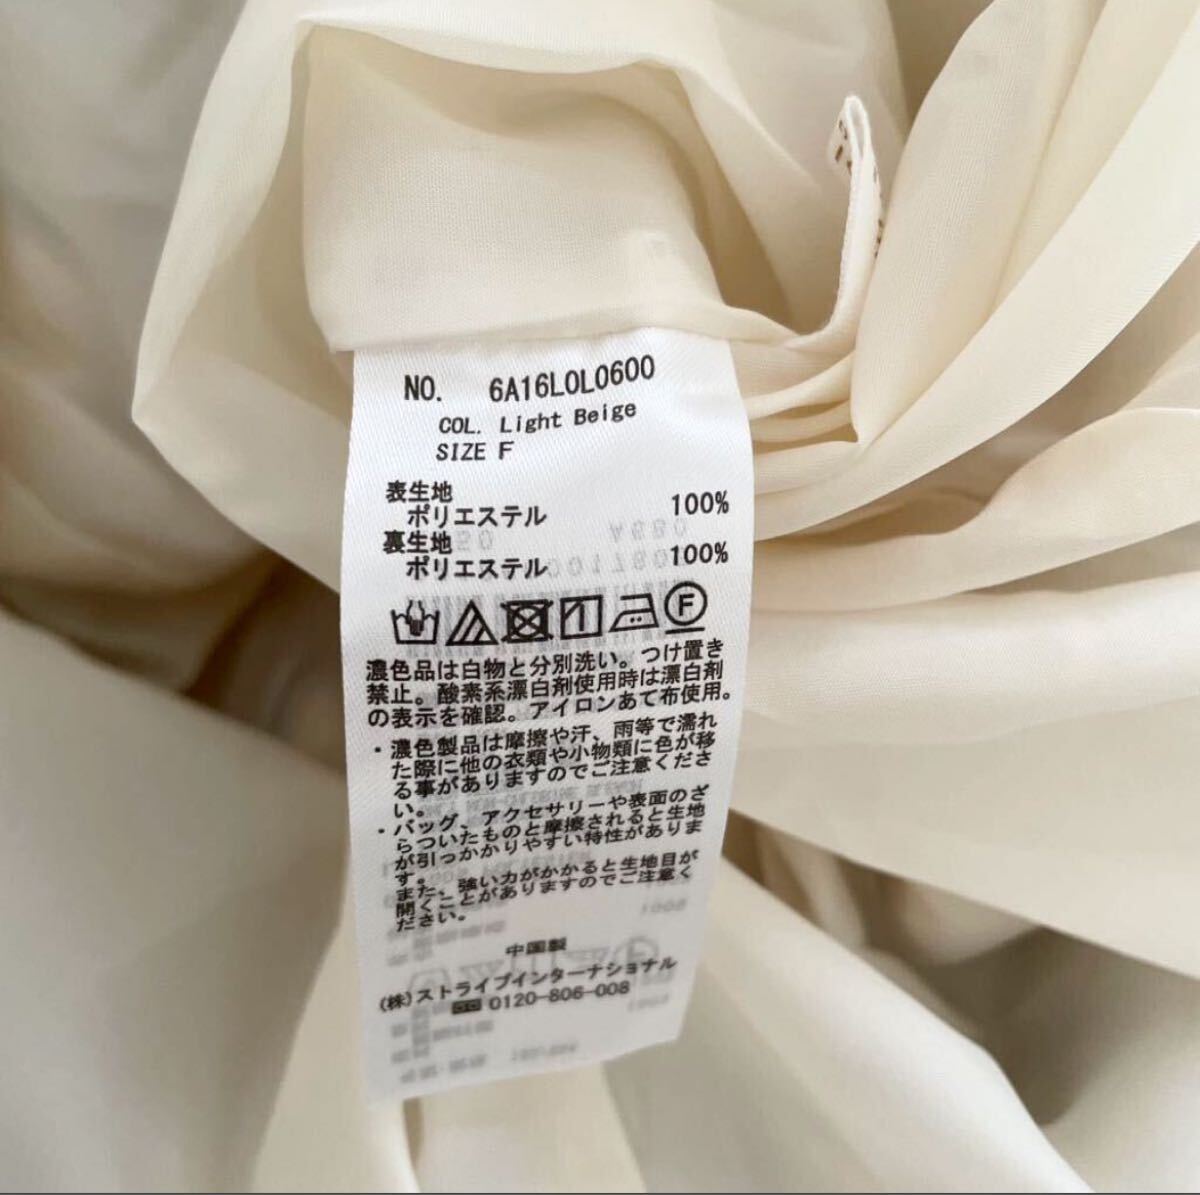 NO. 6A16L0L0600
COL. Light Beige
SIZE F
表生地
ポリエステル 100%
裏生地
ポリエステル 100%
F
濃色品は白物と分別洗い。つけ置き
禁止。酸素系漂白剤使用時は漂白剤
の表示を確認。アイロンあて布使用。
・濃色製品は摩擦や汗、雨等で濡れ
た際に他の衣類や小物類に色が移
る事がありますのでご注意くださ
い。
・バッグ、アクセサリーや表面のざ
らついたものと摩擦されると生地
が引っかかりやすい特性がありま
す。
また、強い力がかかると生地目が
開くことがありますのでご注意く
ださい。
中国製
(株)ストライプインターナショナル
0120-806-008